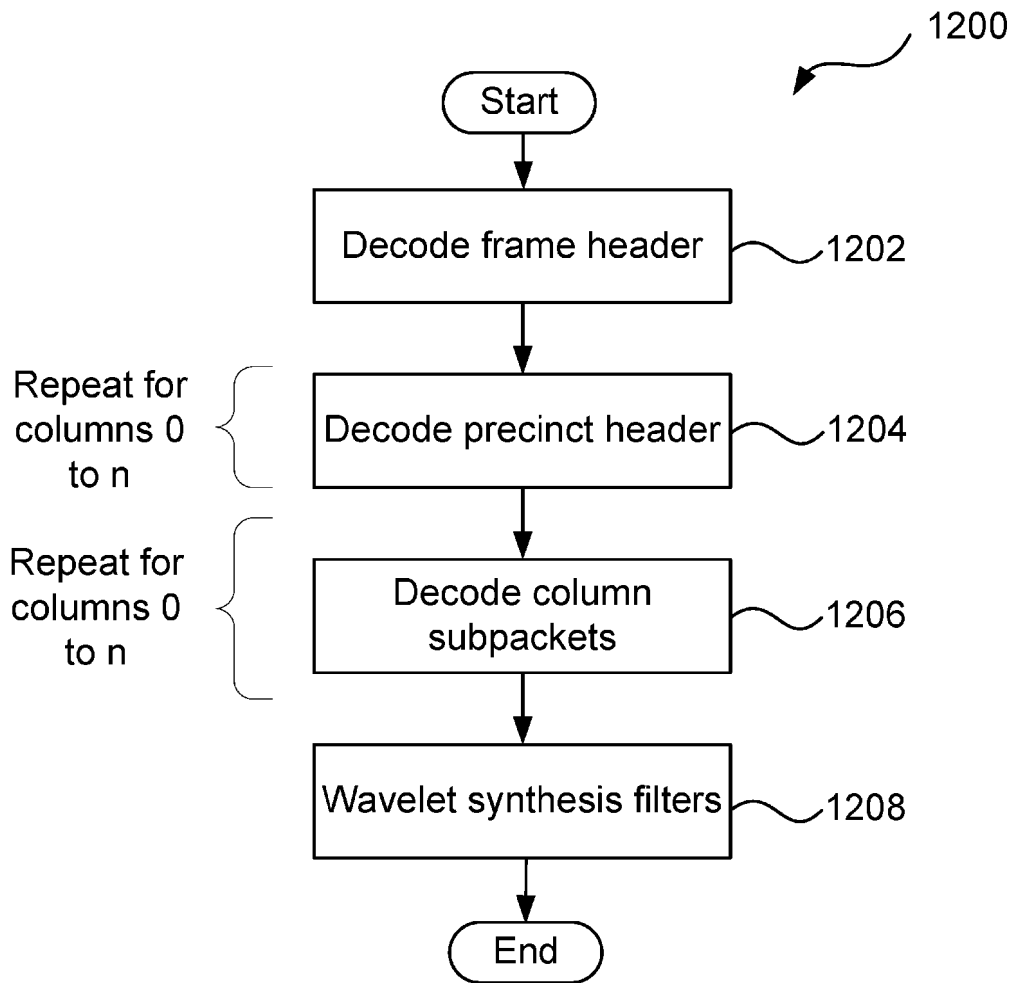 1200
Start
Decode frame header
1202
Repeat for
columns 0
to n
Decode precinct header
1204
Repeat for
columns 0
to n
Decode column
subpackets
1206
Wavelet synthesis filters
1208
End